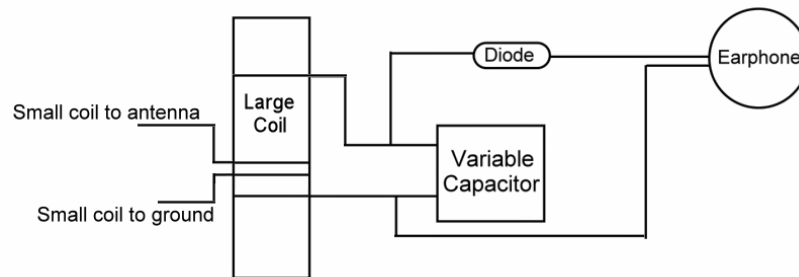 Diode
Earphone
Large
Coil
Small coil to antenna
Variable
Capacitor
Small coil to ground